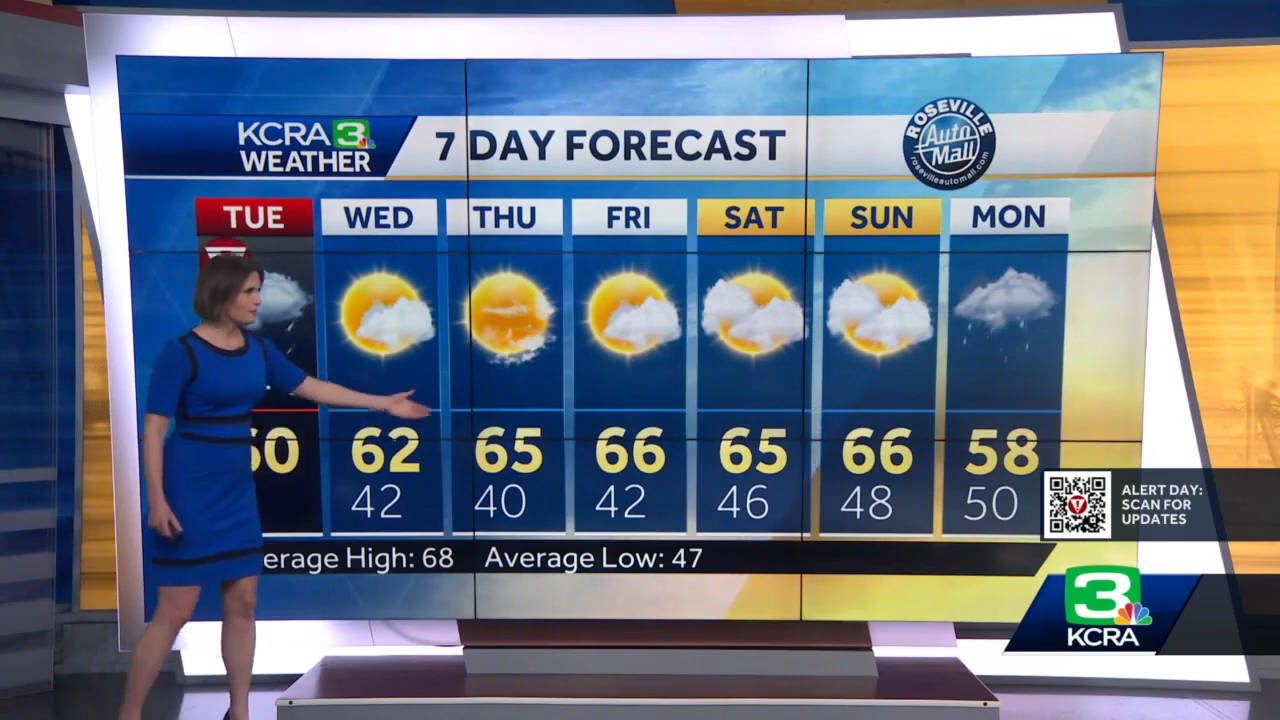 KCRA 3
WEATHER
7 DAY FORECAST
ROSEVILLE
Auto
Mall
rosevilleautomall.com
TUE WED THU FRI SAT SUN MON
60 62 65 66 65 66 58
42 40 42 46 48 50
erage High: 68 Average Low: 47
ALERT DAY:
SCAN FOR
UPDATES
3
KCRA